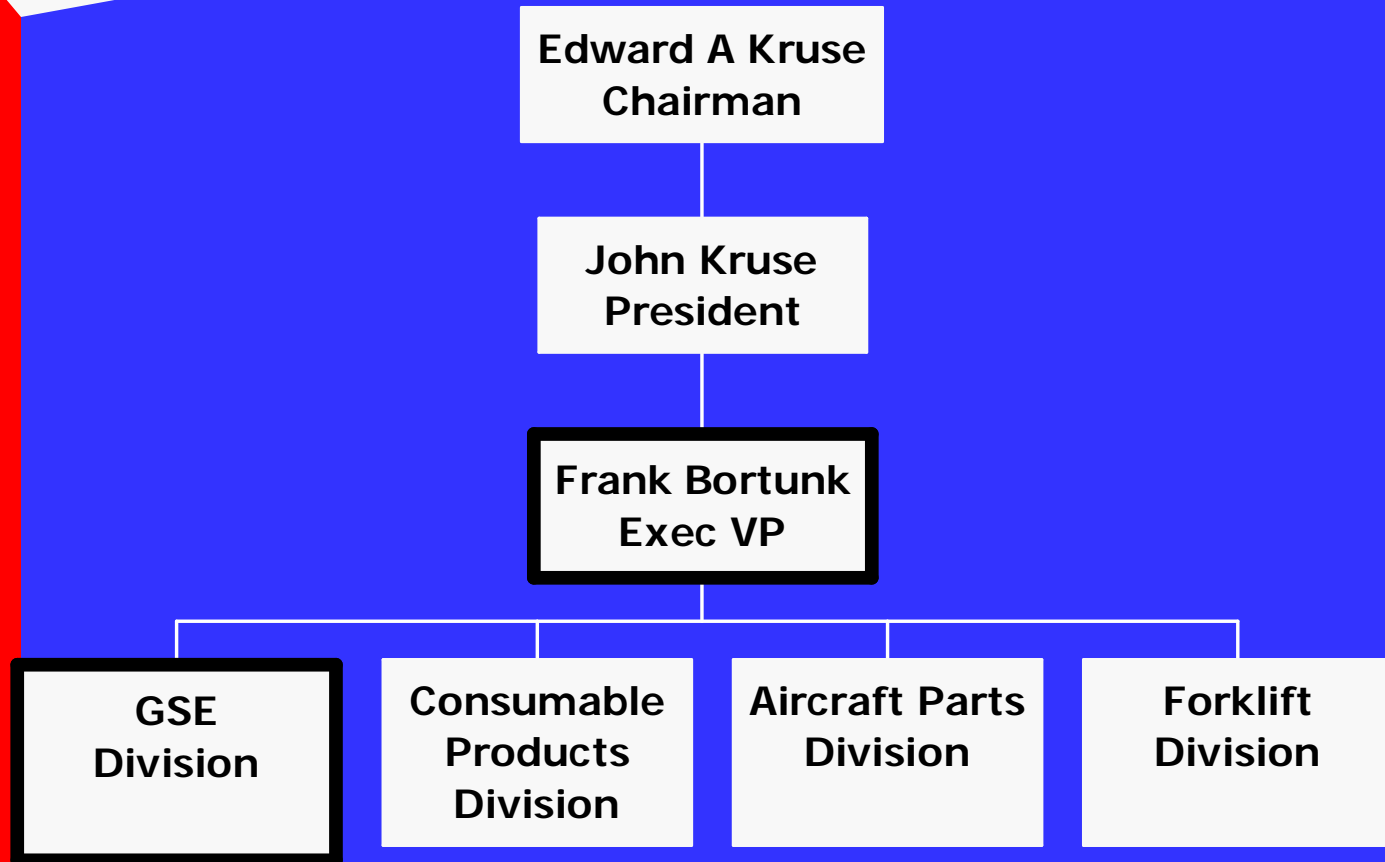 Edward A Kruse
Chairman
John Kruse
President
Frank Bortunk
Exec VP
GSE
Division
Consumable
Products
Division
Aircraft Parts
Division
Forklift
Division